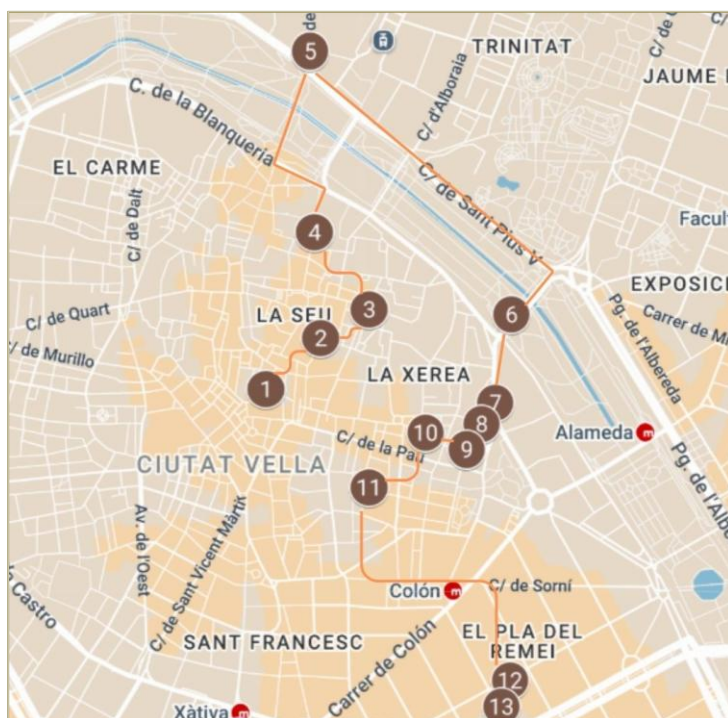 5
TRINITAT
JAUME
C/ d'Alboraia
C. de la Blanqueria
EL CARME
C/ de Dalt
C/ de Sant Pius V
Facult
4
EXPOSICI
6
3
C/ de Quart
LA SEU
2
Pg. de l'Albereda
Carrer de
C/ de Murillo
1
LA XEREA
7
8
10
9
Alameda
m
C/ de la Pau
CIUTAT VELLA
11
Pg. de l'Albe
Av. de l'Oest
C/ de Sant Vicent Màrtir
Castro
Colón
m
C/ de Sorní
SANT FRANCESC
Carrer de Colón
EL PLA DEL
REMEI
12
13
Xàtiva
m